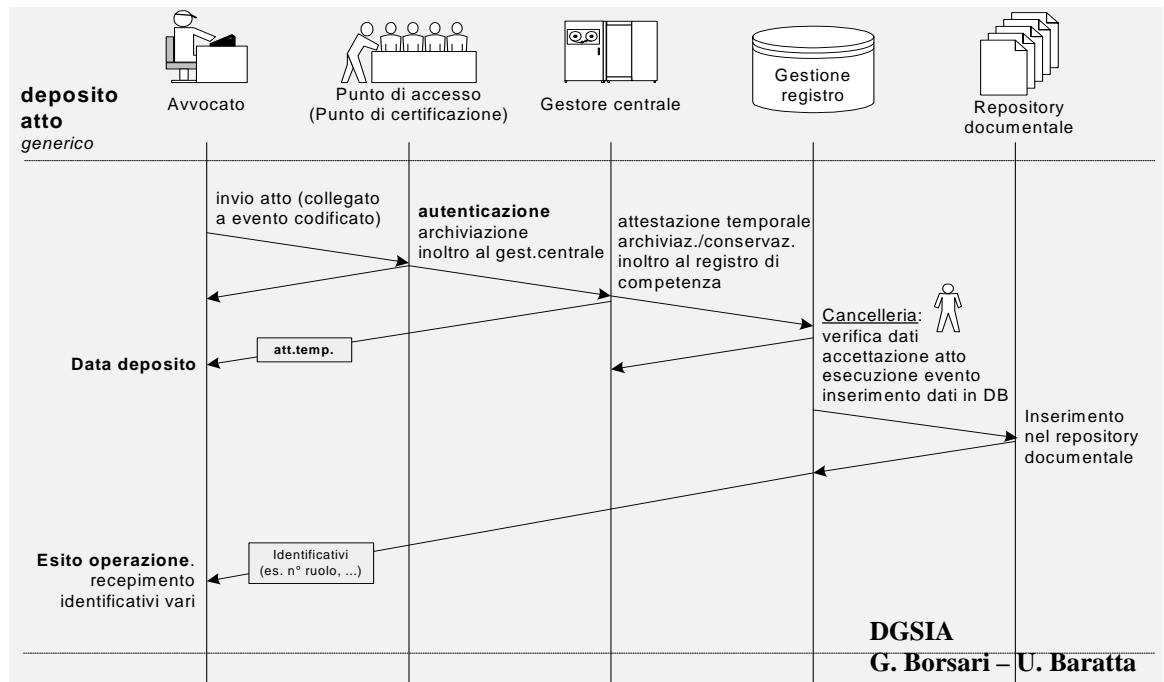 deposito
atto
generico
Avvocato
Punto di accesso
(Punto di certificazione)
Gestore centrale
Gestione
registro
Repository
documentale
invio atto (collegato
a evento codificato)
autenticazione
archiviazione
inoltro al gest.centrale
attestazione temporale
archiviaz./conservaz.
inoltro al registro di
competenza
Cancelleria:
verifica dati
accettazione atto
esecuzione evento
inserimento dati in DB
att.temp.
Data deposito
Inserimento
nel repository
documentale
Identificativi
(es. n° ruolo, ...)
Esito operazione.
recepimento
identificativi vari
DGSIA
G. Borsari – U. Baratta